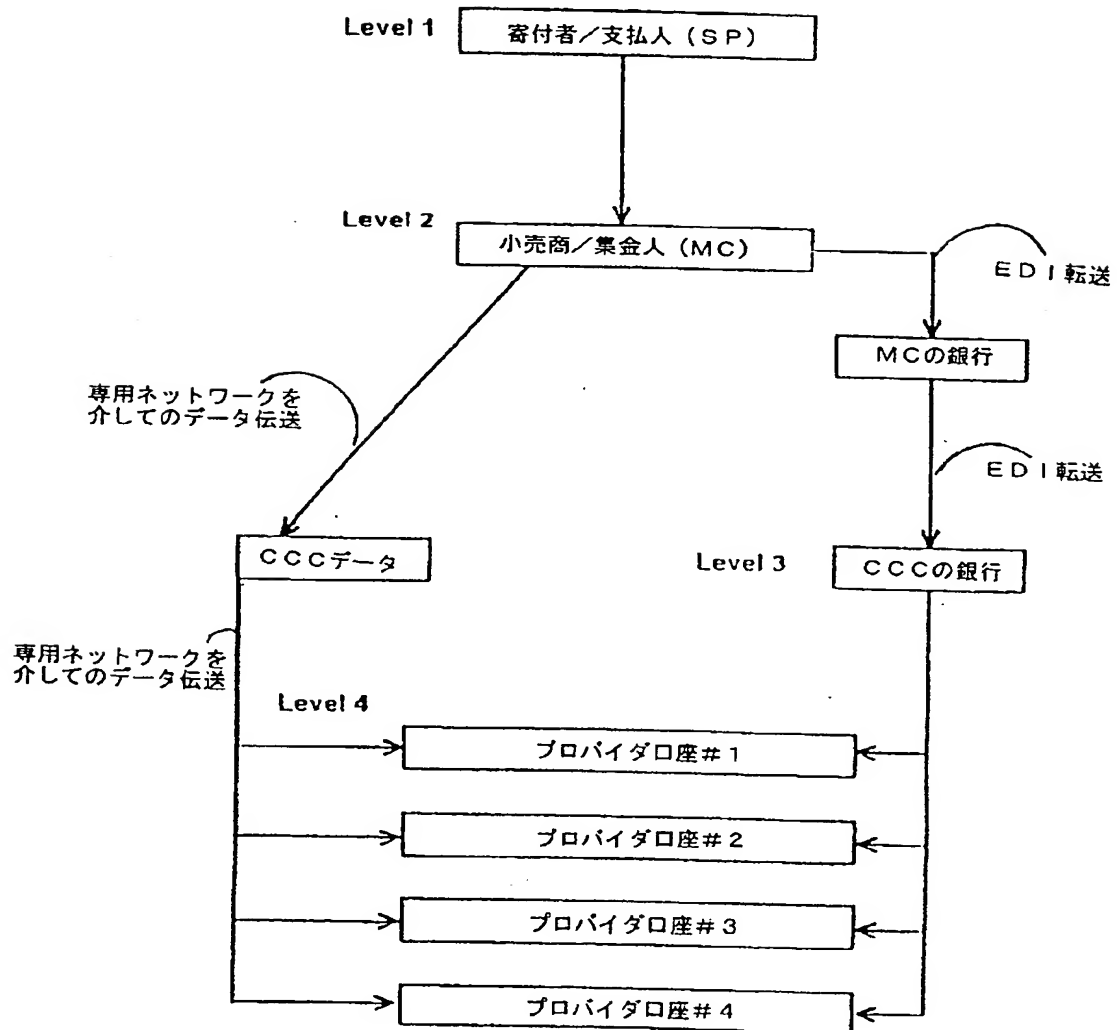 Level 1
寄付者／支払人（ＳＰ）
Level 2
小売商／集金人（ＭＣ）
ＥＤＩ転送
ＭＣの銀行
専用ネットワークを
介してのデータ伝送
ＥＤＩ転送
ＣＣＣデータ
Level 3
ＣＣＣの銀行
専用ネットワークを
介してのデータ伝送
Level 4
プロバイダ口座＃１
プロバイダ口座＃２
プロバイダ口座＃３
プロバイダ口座＃４